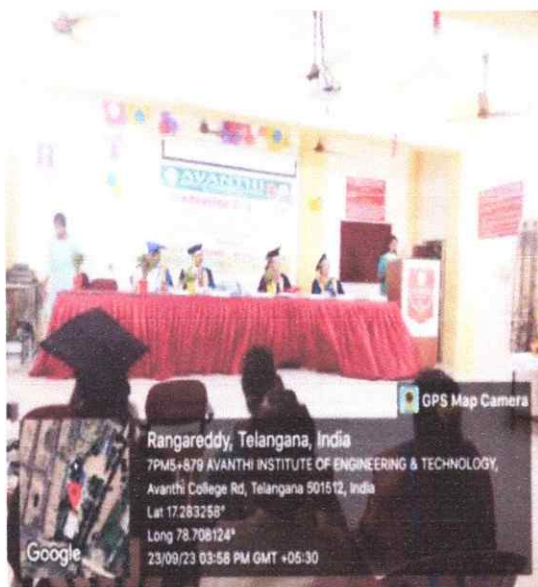 AVANTHI
GPS Map Camera
Rangareddy, Telangana, India
7PM5+879 AVANTHI INSTITUTE OF ENGINEERING & TECHNOLOGY,
Avanthi College Rd, Telangana 501512, India
Lat 17.283258°
Long 78.708124°
23/09/23 03:58 PM GMT +05:30
Google